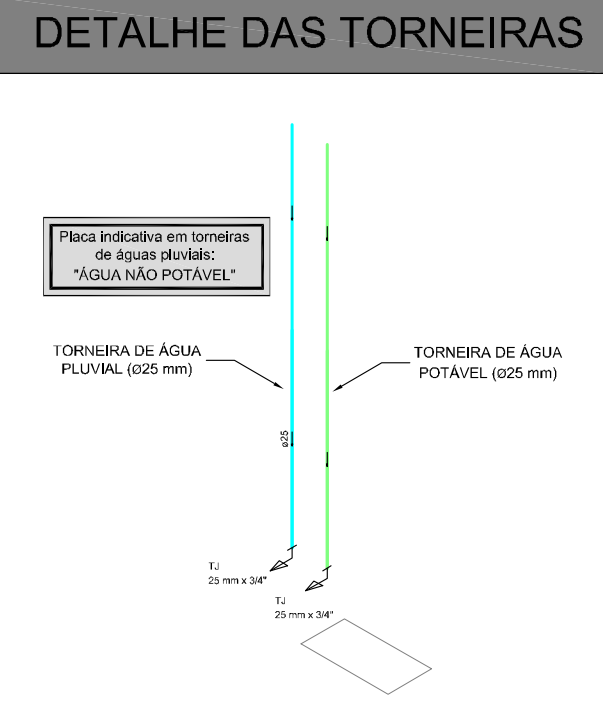 DETALHE DAS TORNEIRAS
Placa indicativa em torneiras
de águas pluviais:
"ÁGUA NÃO POTÁVEL"
TORNEIRA DE ÁGUA
PLUVIAL (Ø25 mm)
TORNEIRA DE ÁGUA
POTÁVEL (Ø25 mm)
ø25
TJ
25 mm x 3/4"
TJ
25 mm x 3/4"